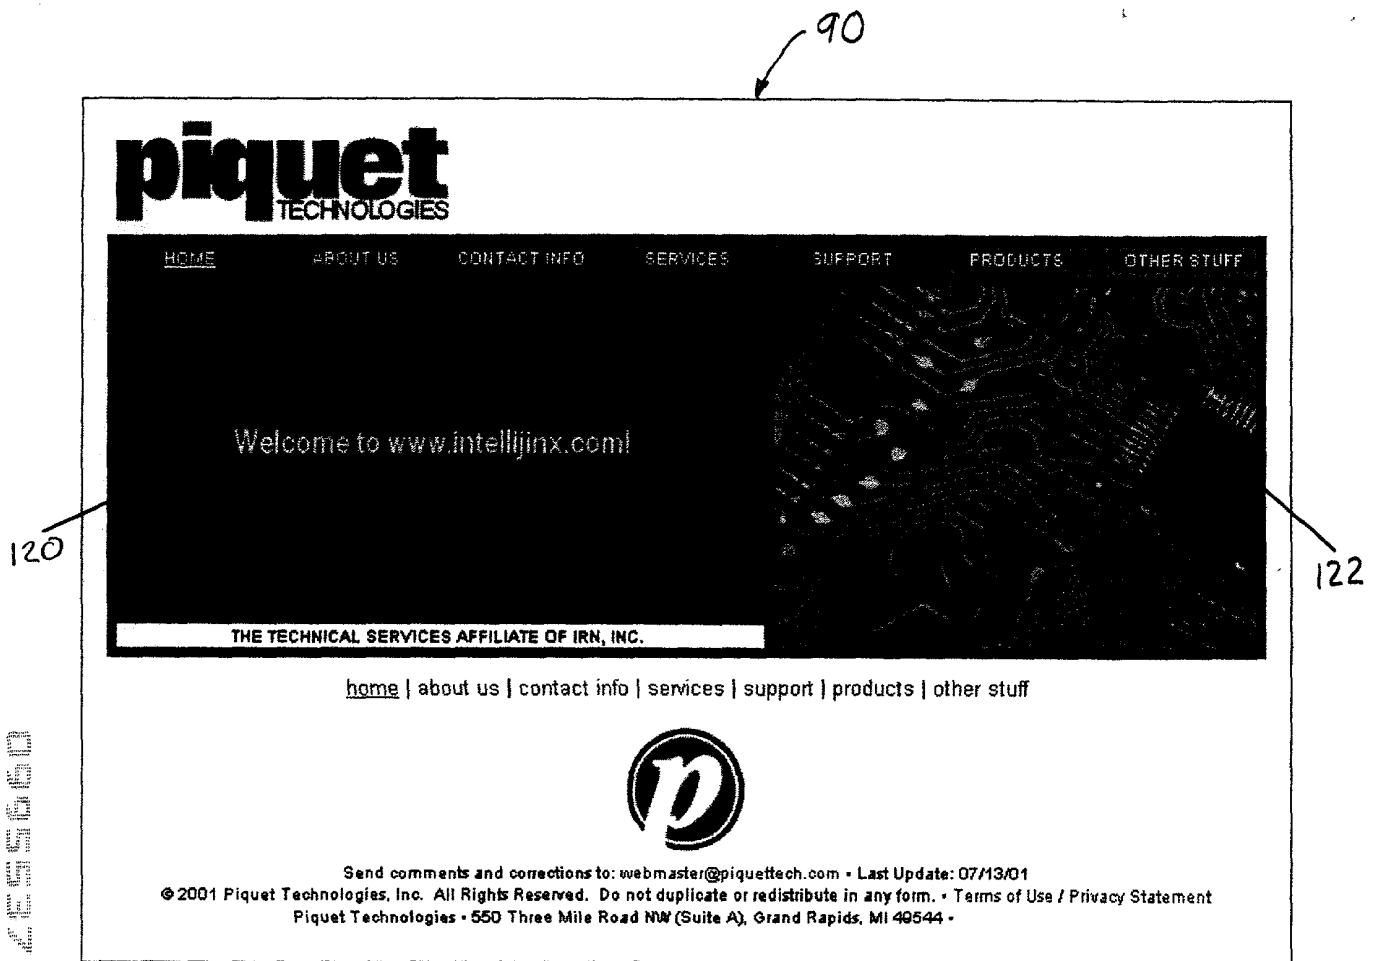 90
piquet
TECHNOLOGIES
HOME ABOUT US CONTACT INFO SERVICES SUPPORT PRODUCTS OTHER STUFF
Welcome to www.intellijinx.com!
120
122
THE TECHNICAL SERVICES AFFILIATE OF IRN, INC.
home | about us | contact info | services | support | products | other stuff
p
Send comments and corrections to: webmaster@piquettech.com • Last Update: 07/13/01
© 2001 Piquet Technologies, Inc. All Rights Reserved. Do not duplicate or redistribute in any form. • Terms of Use / Privacy Statement
Piquet Technologies • 550 Three Mile Road NW (Suite A), Grand Rapids, MI 49544 •